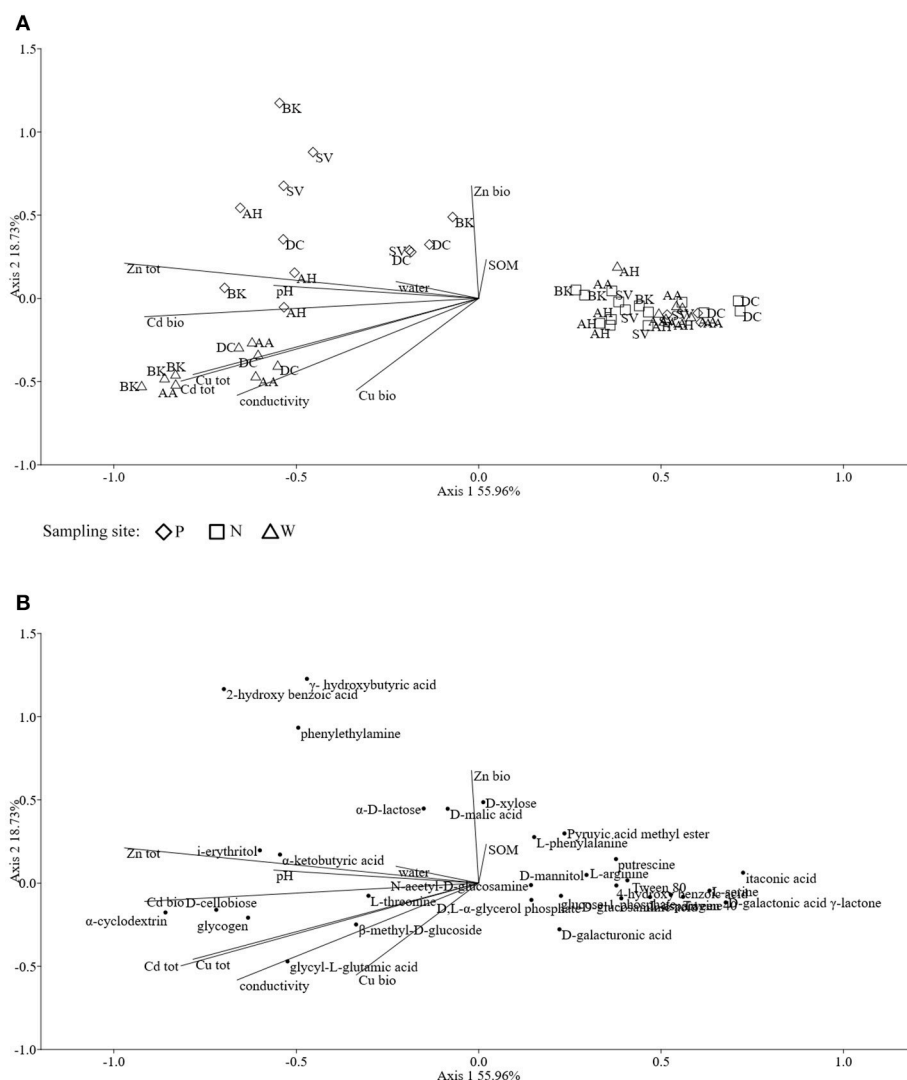 A
1.5
BK
1.0
SV
SV
Zn bio
AH
0.5
BK
DC
DC
SV
DC
SOM
AH
Zn tot
AH
AA
BK
BK
SV
BK
AA
DC
DC
DC
water
pH
BK
0.0
Cd bio
AH
AH
SV
AH
SV
AA
DC
DC
DC
AA
BK
BK
BK
AA
AA
Cu tot
Cd tot
-0.5
conductivity
Cu bio
-1.0
-1.0
-0.5
0.0
0.5
1.0
Axis 1 55.96%
Axis 2 18.73%
Sampling site: P N W
B
1.5
γ- hydroxybutyric acid
2-hydroxy benzoic acid
1.0
phenylethylamine
Zn bio
0.5
α-D-lactose
D-malic acid
D-xylose
Pyruvic acid methyl ester
L-phenylalanine
SOM
i-erythritol
Zn tot
α-ketobutyric acid
putrescine
water
pH
D-mannitol
L-arginine
itaconic acid
0.0
N-acetyl-D-glucosamine
Tween 80
4-hydroxy benzoic acid
L-serine
Cd bio
D-cellobiose
L-threonine
D,L-α-glycerol phosphate
glucose-1-phosphate
D-glucosaminic acid
L-asparagine
Tween 40
D-galactonic acid γ-lactone
α-cyclodextrin
glycogen
β-methyl-D-glucoside
D-galacturonic acid
Cd tot
Cu tot
glycyl-L-glutamic acid
-0.5
conductivity
Cu bio
-1.0
-1.0
-0.5
0.0
0.5
1.0
Axis 1 55.96%
Axis 2 18.73%